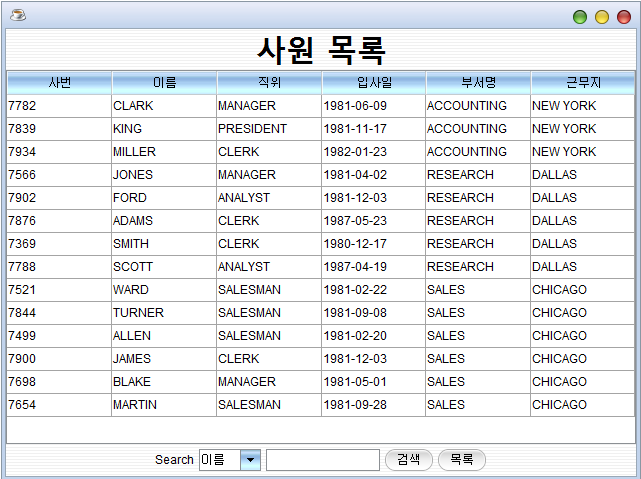 사원 목록
사번 이름 직위 입사일 부서명 근무지
7782 CLARK MANAGER 1981-06-09 ACCOUNTING NEW YORK
7839 KING PRESIDENT 1981-11-17 ACCOUNTING NEW YORK
7934 MILLER CLERK 1982-01-23 ACCOUNTING NEW YORK
7566 JONES MANAGER 1981-04-02 RESEARCH DALLAS
7902 FORD ANALYST 1981-12-03 RESEARCH DALLAS
7876 ADAMS CLERK 1987-05-23 RESEARCH DALLAS
7369 SMITH CLERK 1980-12-17 RESEARCH DALLAS
7788 SCOTT ANALYST 1987-04-19 RESEARCH DALLAS
7521 WARD SALESMAN 1981-02-22 SALES CHICAGO
7844 TURNER SALESMAN 1981-09-08 SALES CHICAGO
7499 ALLEN SALESMAN 1981-02-20 SALES CHICAGO
7900 JAMES CLERK 1981-12-03 SALES CHICAGO
7698 BLAKE MANAGER 1981-05-01 SALES CHICAGO
7654 MARTIN SALESMAN 1981-09-28 SALES CHICAGO
Search 이름 검색 목록